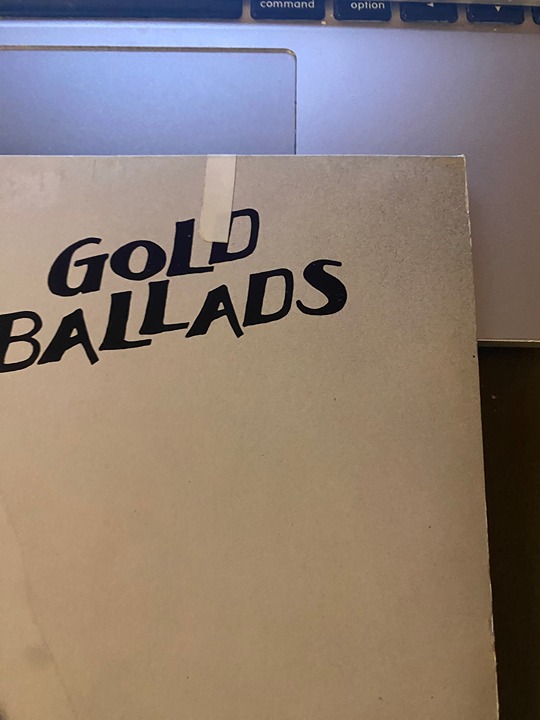 command option
◄ ▼
GOLD
BALLADS